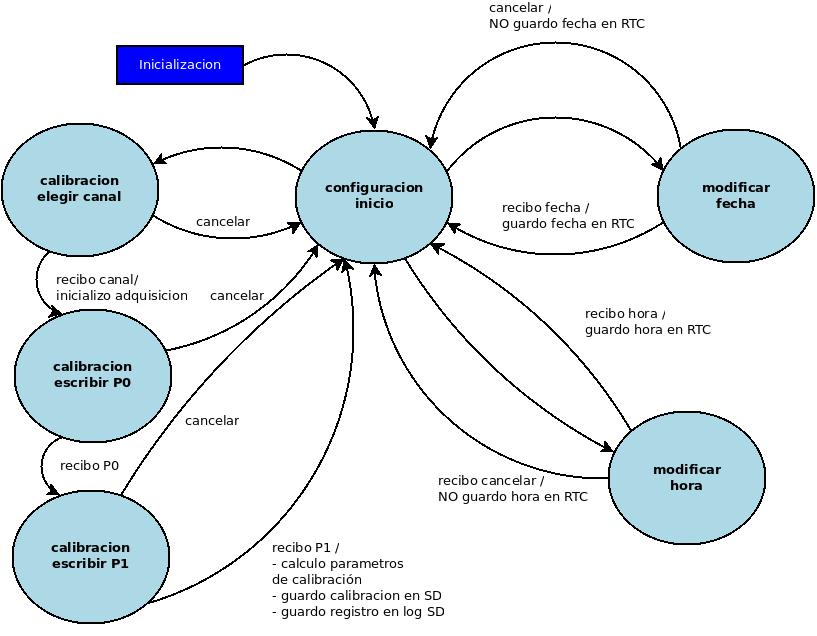 cancelar /
NO guardo fecha en RTC
Inicializacion
calibracion
elegir canal
configuracion
inicio
modificar
fecha
cancelar
recibo fecha /
guardo fecha en RTC
recibo canal/
inicializo adquisicion
cancelar
recibo hora /
guardo hora en RTC
calibracion
escribir P0
cancelar
recibo P0
modificar
hora
recibo cancelar /
NO guardo hora en RTC
calibracion
escribir P1
recibo P1 /
- calculo parametros
de calibración
- guardo calibracion en SD
- guardo registro en log SD